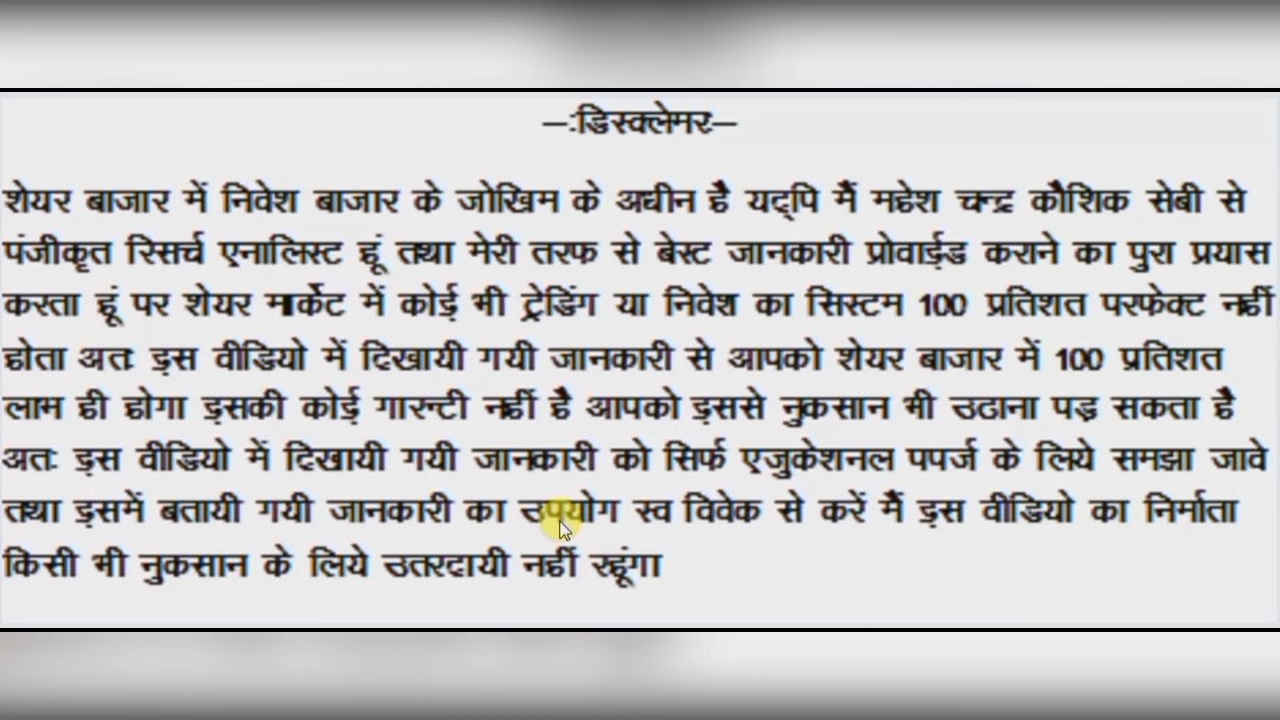 —:डिस्क्लेमर—
शेयर बाजार में निवेश बाजार के जोखिम के अधीन है यद्पि मैं महेश चन्द्र कौशिक सेबी से
पंजीकृत रिसर्च एनालिस्ट हूं तथा मेरी तरफ से बेस्ट जानकारी प्रोवाईड कराने का पुरा प्रयास
करता हूं पर शेयर मार्केट में कोई भी ट्रेडिंग या निवेश का सिस्टम 100 प्रतिशत परफेक्ट नहीं
होता अतः इस वीडियो में दिखायी गयी जानकारी से आपको शेयर बाजार में 100 प्रतिशत
लाभ ही होगा इसकी कोई गारन्टी नहीं है आपको इससे नुकसान भी उठाना पड़ सकता है
अतः इस वीडियो में दिखायी गयी जानकारी को सिर्फ एजुकेशनल पपर्ज के लिये समझा जावे
तथा इसमें बतायी गयी जानकारी का उपयोग स्व विवेक से करें मैं इस वीडियो का निर्माता
किसी भी नुकसान के लिये उतरदायी नहीं रहूंगा